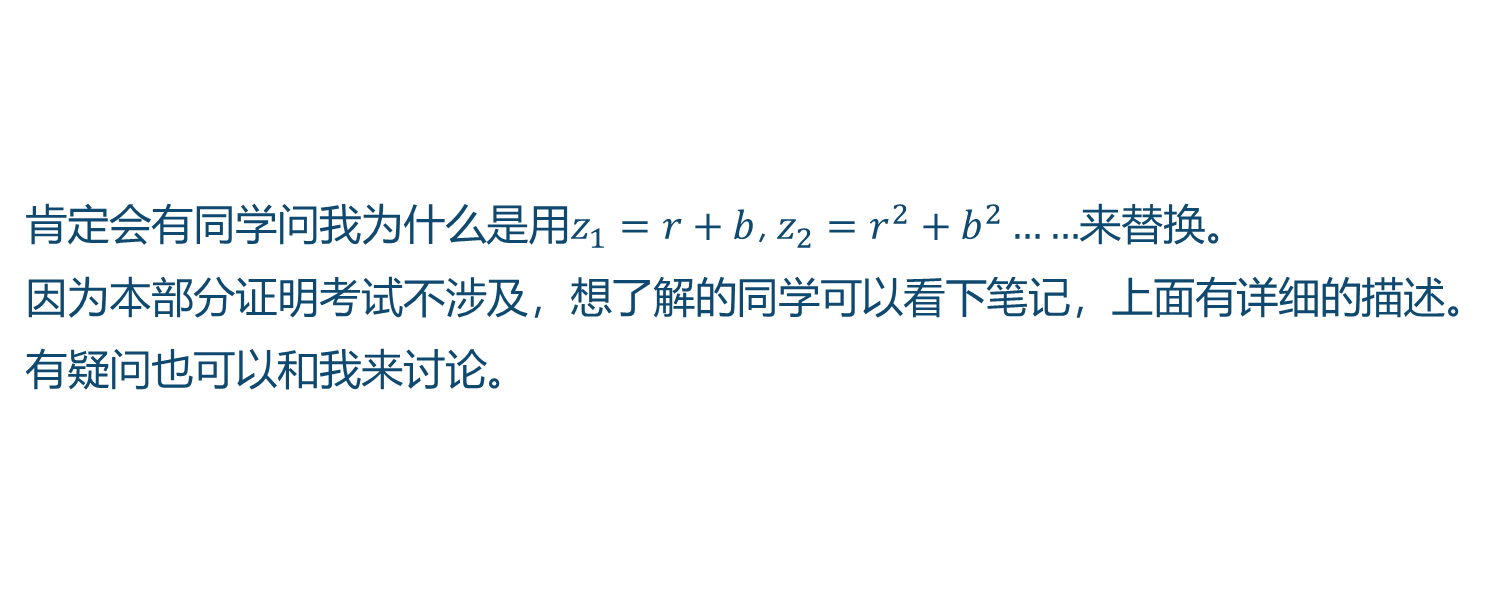 肯定会有同学问我为什么是用z₁ = r + b, z₂ = r² + b² … …来替换。
因为本部分证明考试不涉及，想了解的同学可以看下笔记，上面有详细的描述。
有疑问也可以和我来讨论。